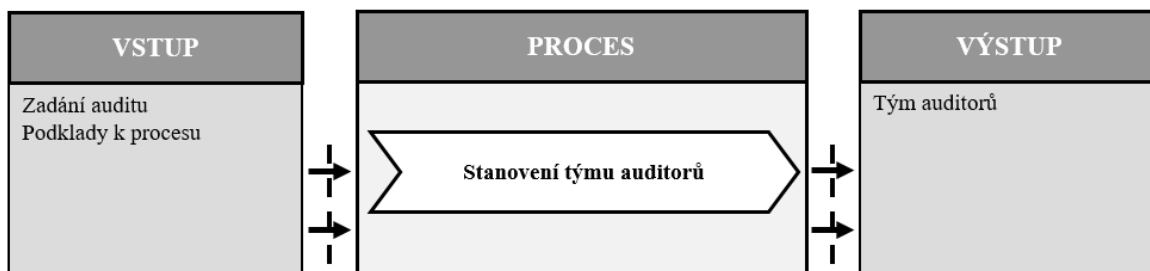 VSTUP
Zadání auditu
Podklady k procesu
PROCES
Stanovení týmu auditorů
VÝSTUP
Tým auditorů